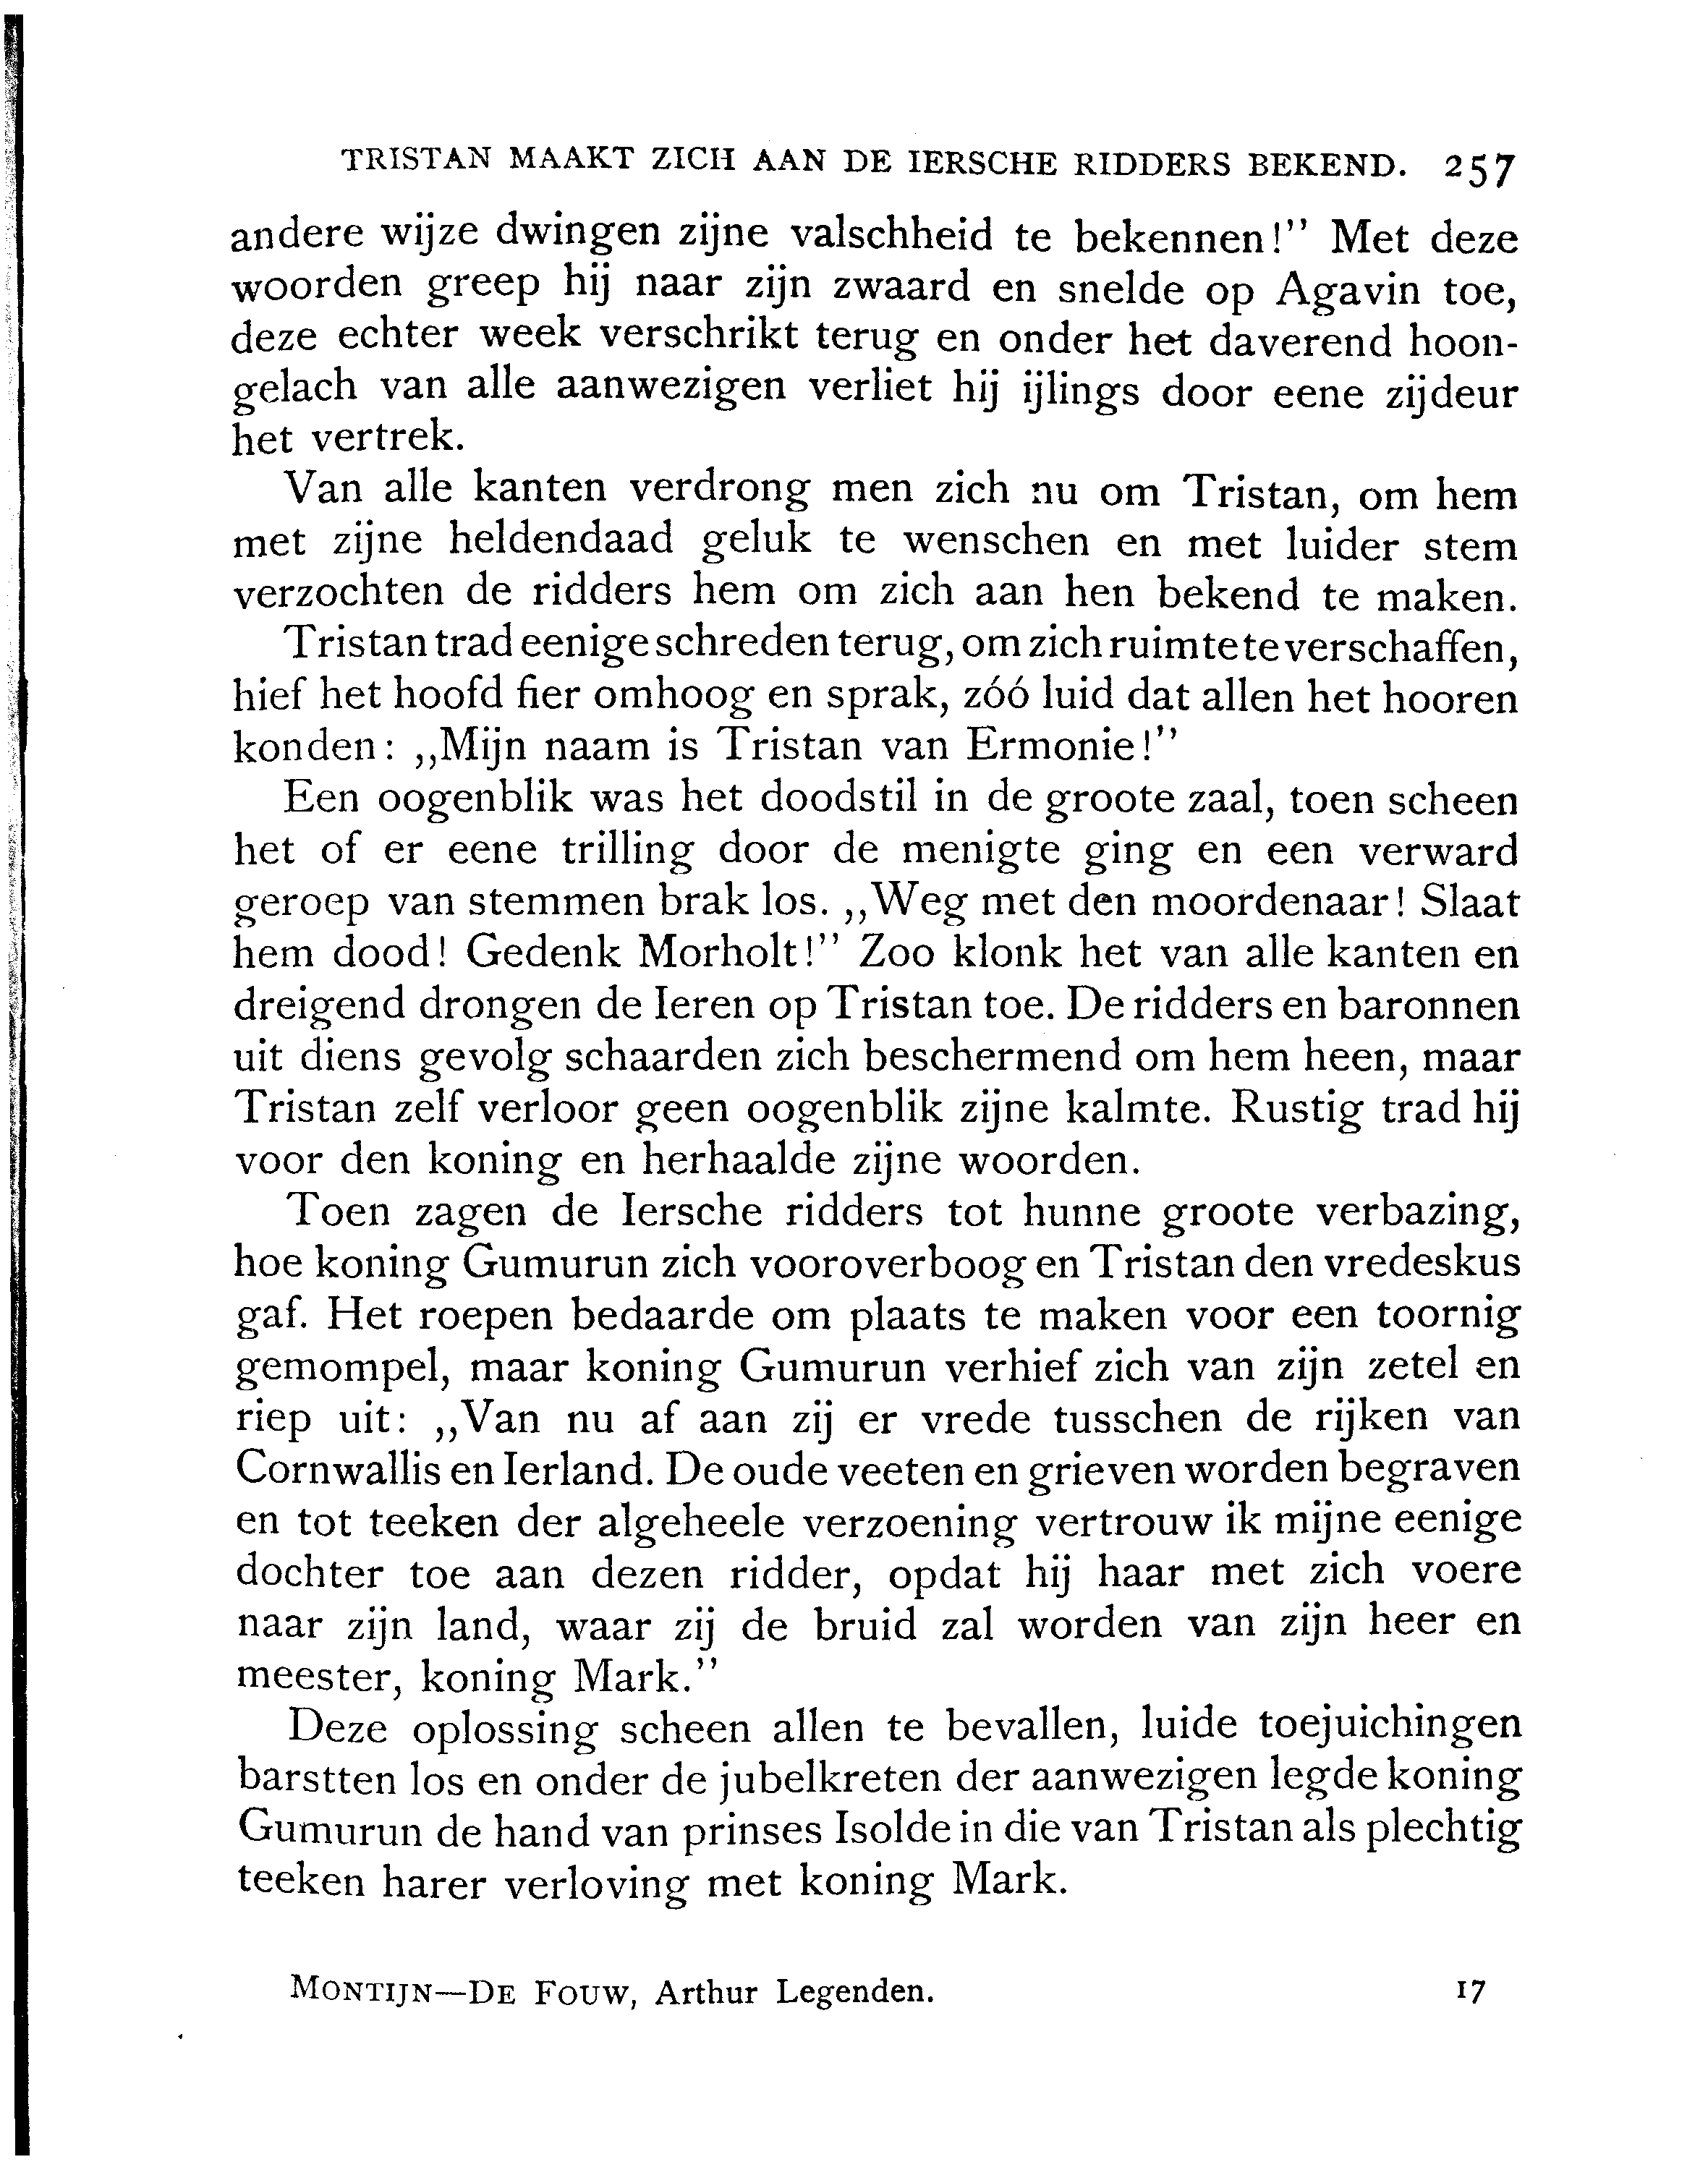 TRISTAN MAAKT ZICH AAN DE IERSCHE RIDDERS BEKEND. 257
andere wijze dwingen zijne valschheid te bekennen!” Met deze
woorden greep hij naar zijn zwaard en snelde op Agavin toe,
deze echter week verschrikt terug en onder het daverend hoon-
gelach van alle aanwezigen verliet hij ijlings door eene zijdeur
het vertrek.
Van alle kanten verdrong men zich nu om Tristan, om hem
met zijne heldendaad geluk te wenschen en met luider stem
verzochten de ridders hem om zich aan hen bekend te maken.
Tristan trad eenige schreden terug, om zich ruimte te verschaffen,
hief het hoofd fier omhoog en sprak, zóó luid dat allen het hooren
konden: ,,Mijn naam is Tristan van Ermonie!”
Een oogenblik was het doodstil in de groote zaal, toen scheen
het of er eene trilling door de menigte ging en een verward
geroep van stemmen brak los. ,,Weg met den moordenaar! Slaat
hem dood! Gedenk Morholt!” Zoo klonk het van alle kanten en
dreigend drongen de Ieren op Tristan toe. De ridders en baronnen
uit diens gevolg schaarden zich beschermend om hem heen, maar
Tristan zelf verloor geen oogenblik zijne kalmte. Rustig trad hij
voor den koning en herhaalde zijne woorden.
Toen zagen de Iersche ridders tot hunne groote verbazing,
hoe koning Gumurun zich vooroverboog en Tristan den vredeskus
gaf. Het roepen bedaarde om plaats te maken voor een toornig
gemompel, maar koning Gumurun verhief zich van zijn zetel en
riep uit: ,,Van nu af aan zij er vrede tusschen de rijken van
Cornwallis en Ierland. De oude veeten en grieven worden begraven
en tot teeken der algeheele verzoening vertrouw ik mijne eenige
dochter toe aan dezen ridder, opdat hij haar met zich voere
naar zijn land, waar zij de bruid zal worden van zijn heer en
meester, koning Mark.”
Deze oplossing scheen allen te bevallen, luide toejuichingen
barstten los en onder de jubelkreten der aanwezigen legde koning
Gumurun de hand van prinses Isolde in die van Tristan als plechtig
teeken harer verloving met koning Mark.
MONTIJN—DE FOUW, Arthur Legenden. 17